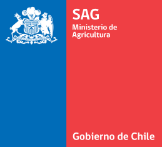 SAG
Ministerio de
Agricultura
Gobierno de Chile